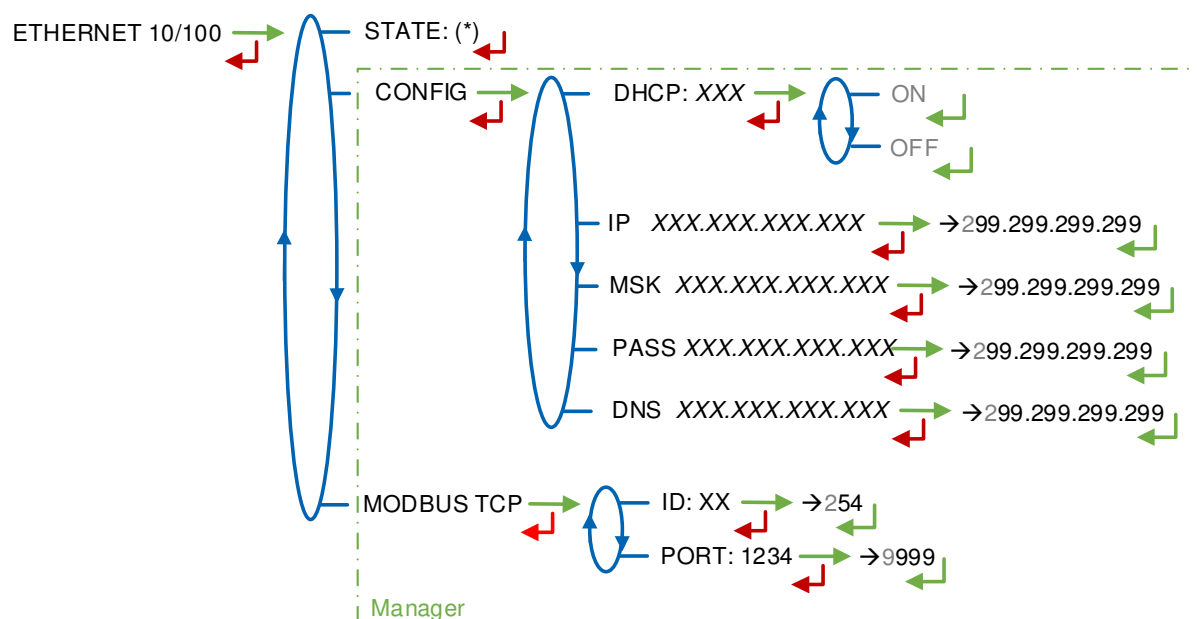 ETHERNET 10/100
STATE: (*)
CONFIG
DHCP: XXX
ON
OFF
IP XXX.XXX.XXX.XXX →299.299.299.299
MSK XXX.XXX.XXX.XXX →299.299.299.299
PASS XXX.XXX.XXX.XXX →299.299.299.299
DNS XXX.XXX.XXX.XXX →299.299.299.299
MODBUS TCP
ID: XX →254
PORT: 1234 →9999
Manager